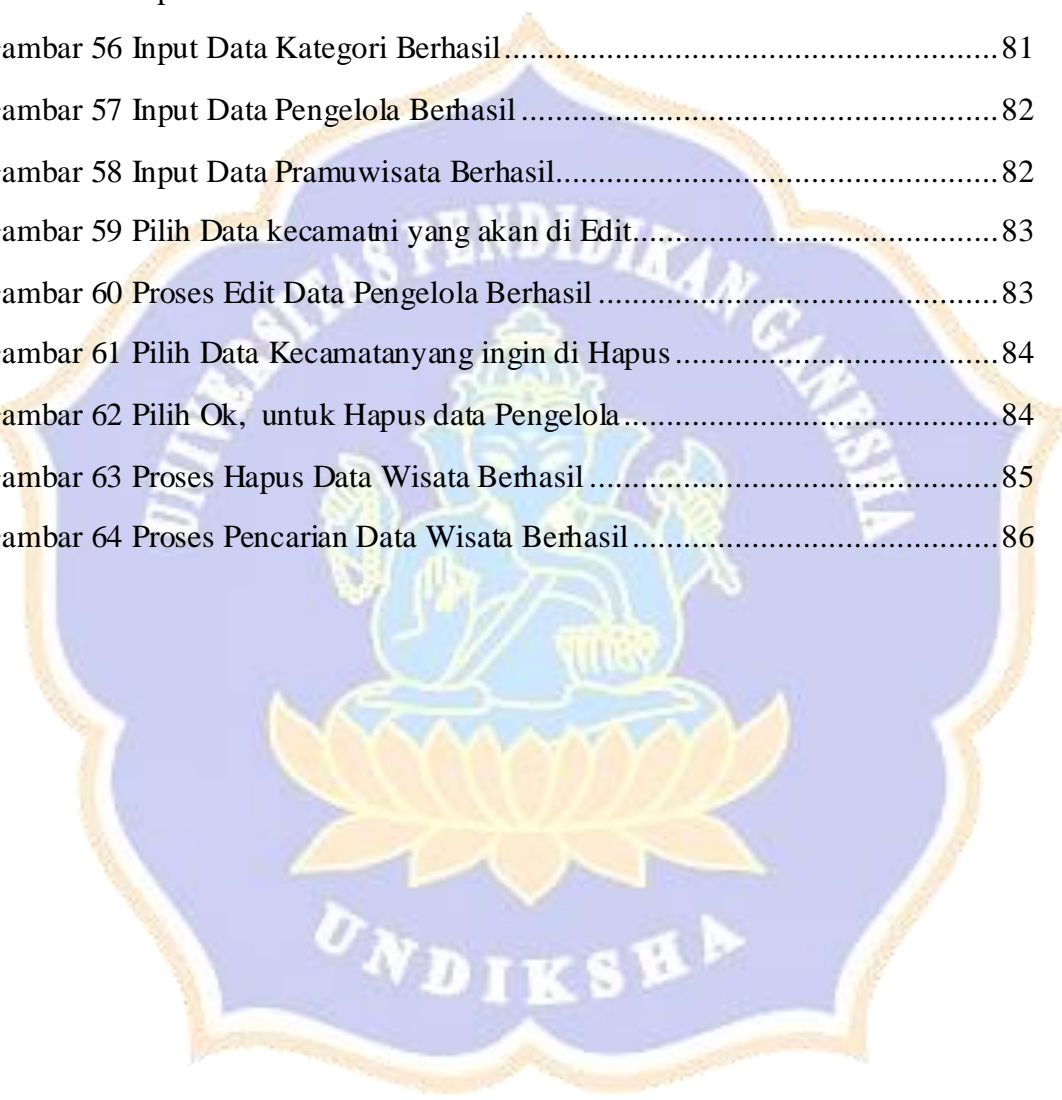 ambar 56 Input Data Kategori Berhasil.......................................................... 81
ambar 57 Input Data Pengelola Berhasil ........................................................ 82
ambar 58 Input Data Pramuwisata Berhasil.................................................... 82
ambar 59 Pilih Data kecamatni yang akan di Edit........................................... 83
ambar 60 Proses Edit Data Pengelola Berhasil ............................................... 83
ambar 61 Pilih Data Kecamatanyang ingin di Hapus ...................................... 84
ambar 62 Pilih Ok,  untuk Hapus data Pengelola ............................................ 84
ambar 63 Proses Hapus Data Wisata Berhasil ................................................ 85
ambar 64 Proses Pencarian Data Wisata Berhasil ........................................... 86
UNIVERSITAS PENDIDIKAN GANESHA
UNDIKSHA